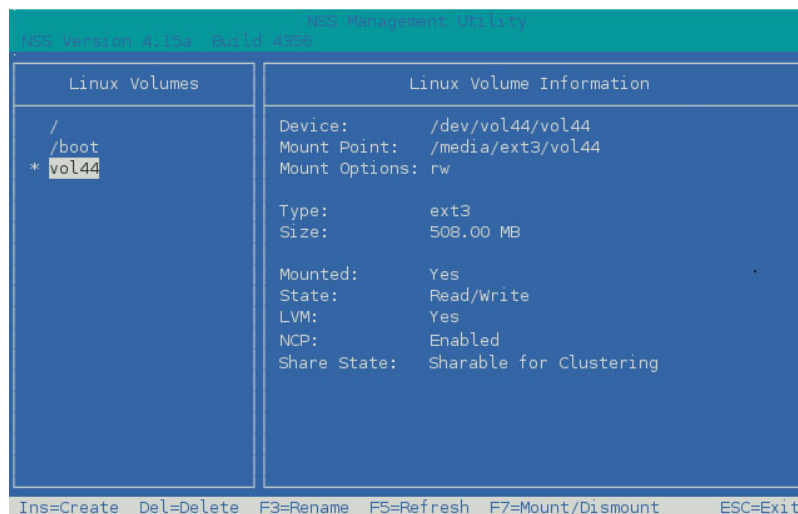 NSS Management Utility
NSS Version 4.15a Build 4356
Linux Volumes
/
/boot
* vol44
Linux Volume Information
Device: /dev/vol44/vol44
Mount Point: /media/ext3/vol44
Mount Options: rw
Type: ext3
Size: 508.00 MB
Mounted: Yes
State: Read/Write
LVM: Yes
NCP: Enabled
Share State: Sharable for Clustering
Ins=Create Del=Delete F3=Rename F5=Refresh F7=Mount/Dismount ESC=Exit